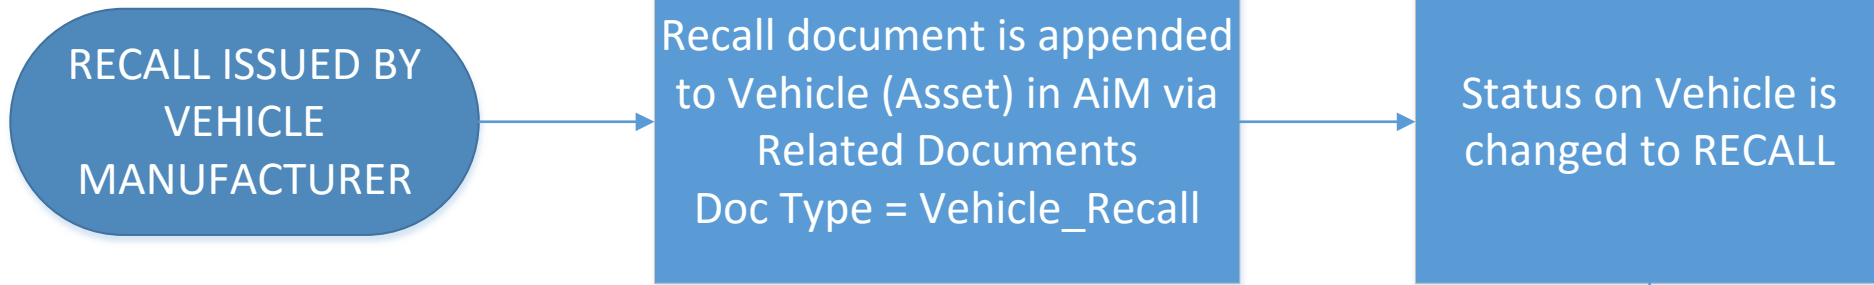 RECALL ISSUED BY
VEHICLE
MANUFACTURER
Recall document is appended
to Vehicle (Asset) in AiM via
Related Documents
Doc Type = Vehicle_Recall
Status on Vehicle is
changed to RECALL